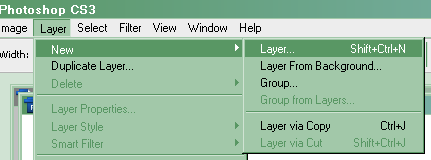 Photoshop CS3
mage Layer Select Filter View Window Help
Width:
New
Duplicate Layer...
Delete
Layer Properties...
Layer Style
Smart Filter
Layer... Shift+Ctrl+N
Layer From Background...
Group...
Group from Layers...
Layer via Copy Ctrl+J
Layer via Cut Shift+Ctrl+J